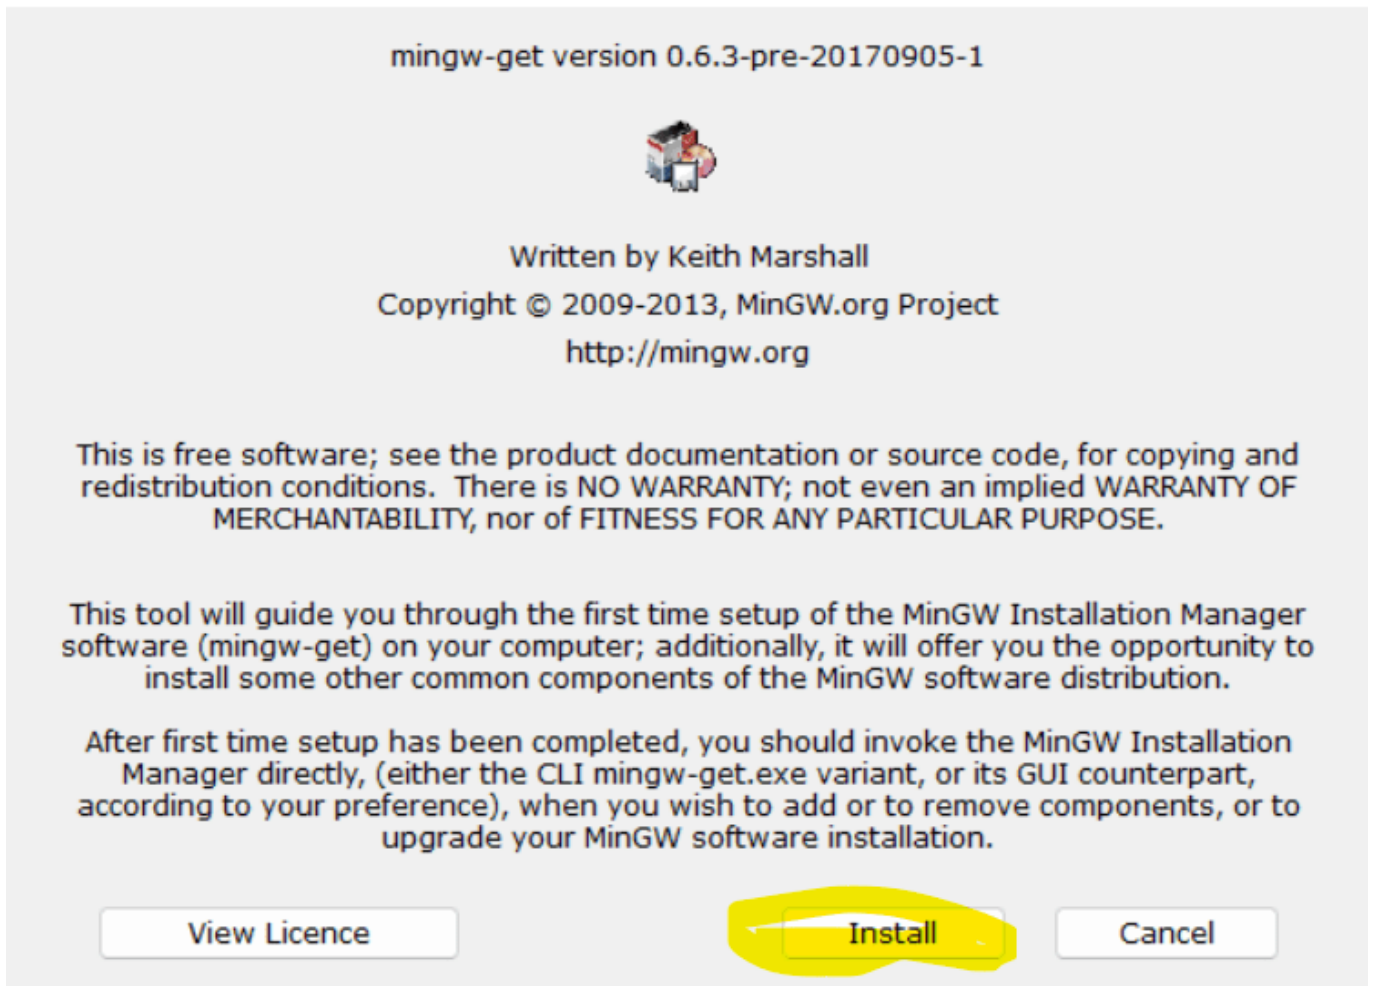 mingw-get version 0.6.3-pre-20170905-1
Written by Keith Marshall
Copyright © 2009-2013, MinGW.org Project
http://mingw.org
This is free software; see the product documentation or source code, for copying and
redistribution conditions.  There is NO WARRANTY; not even an implied WARRANTY OF
MERCHANTABILITY, nor of FITNESS FOR ANY PARTICULAR PURPOSE.
This tool will guide you through the first time setup of the MinGW Installation Manager
software (mingw-get) on your computer; additionally, it will offer you the opportunity to
install some other common components of the MinGW software distribution.
After first time setup has been completed, you should invoke the MinGW Installation
Manager directly, (either the CLI mingw-get.exe variant, or its GUI counterpart,
according to your preference), when you wish to add or to remove components, or to
upgrade your MinGW software installation.
View Licence
Install
Cancel